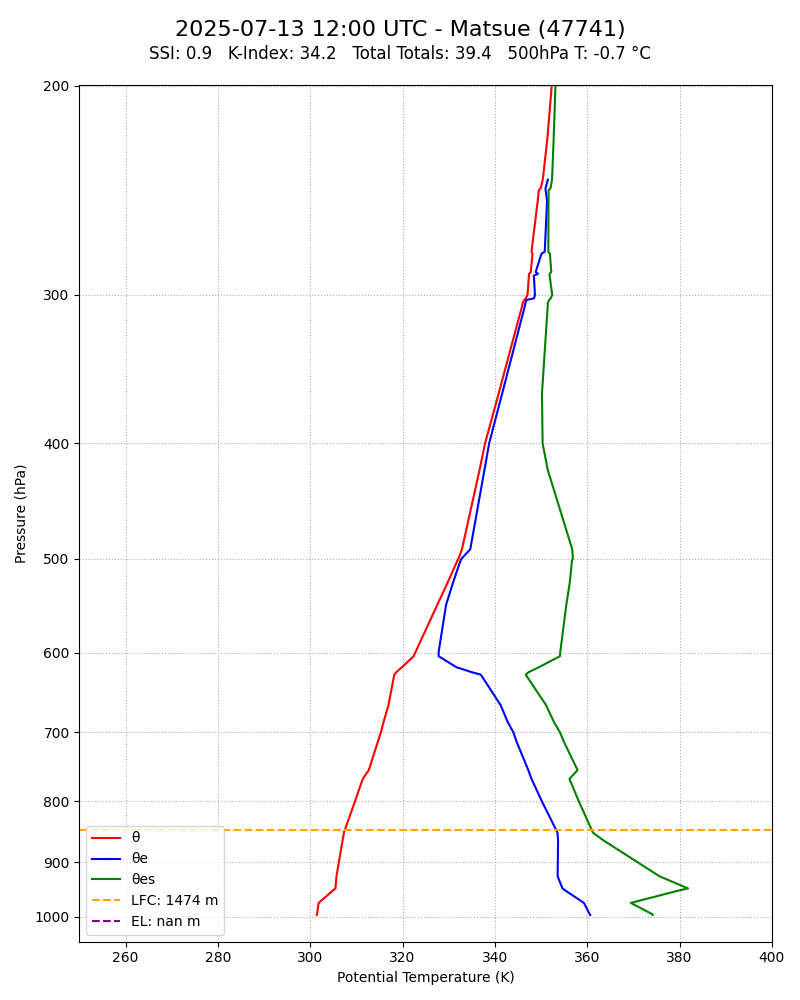 2025-07-13 12:00 UTC - Matsue (47741)
SSI: 0.9 K-Index: 34.2 Total Totals: 39.4 500hPa T: -0.7 °C
200
300
400
500
600
700
800
900
1000
Pressure (hPa)
θ
θe
θes
LFC: 1474 m
EL: nan m
260 280 300 320 340 360 380 400
Potential Temperature (K)